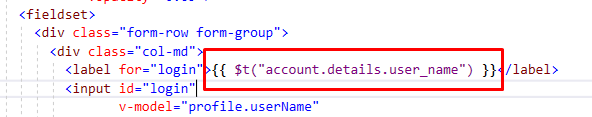 <fieldset>
<div class="form-row form-group">
<div class="col-md">
<label for="login">{{ $t("account.details.user_name") }}</label>
<input id="login"
v-model="profile.userName"